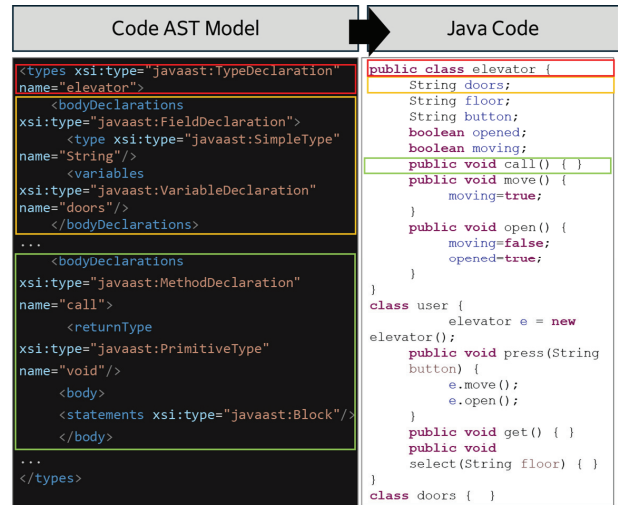 Code AST Model
Java Code
<types xsi:type="javaast:TypeDeclaration"
name="elevator">
<bodyDeclarations
xsi:type="javaast:FieldDeclaration">
<type xsi:type="javaast:SimpleType"
name="String"/>
<variables
xsi:type="javaast:VariableDeclaration"
name="doors"/>
</bodyDeclarations>
...
<bodyDeclarations
xsi:type="javaast:MethodDeclaration"
name="call">
<returnType
xsi:type="javaast:PrimitiveType"
name="void"/>
<body>
<statements xsi:type="javaast:Block"/>
</body>
...
</types>
public class elevator {
String doors;
String floor;
String button;
boolean opened;
boolean moving;
public void call() { }
public void move() {
moving=true;
}
public void open() {
moving=false;
opened=true;
}
}
class user {
elevator e = new
elevator();
public void press(String
button) {
e.move();
e.open();
}
public void get() { }
public void
select(String floor) { }
}
class doors {  }